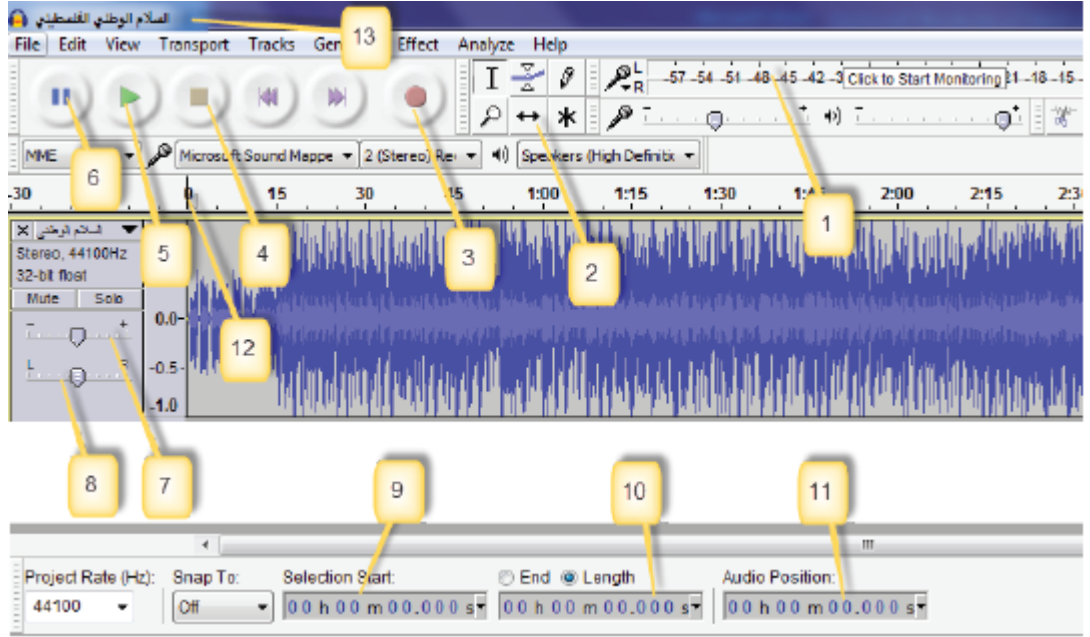 السلام الوطني الفلسطيني
13
File Edit View Transport Tracks Gen Effect Analyze Help
L
R
-57 -54 -51 -48 -45 -42 -3 Click to Start Monitoring 21 -18 -15
MME Microsoft Sound Mappe 2 (Stereo) Re Speakers (High Definitic
6
-30 0 15 30 45 1:00 1:15 1:30 1:45 2:00 2:15 2:3
5 4 3 2 1
السلام الوطني
Stereo, 44100Hz
32-bit float
Mute Solo
- +
0.0
12
L R
-0.5
-1.0
8 7 9 10 11
Project Rate (Hz): Snap To: Selection Start: End Length Audio Position:
44100 Off 00 h 00 m 00.000 s 00 h 00 m 00.000 s 00 h 00 m 00.000 s